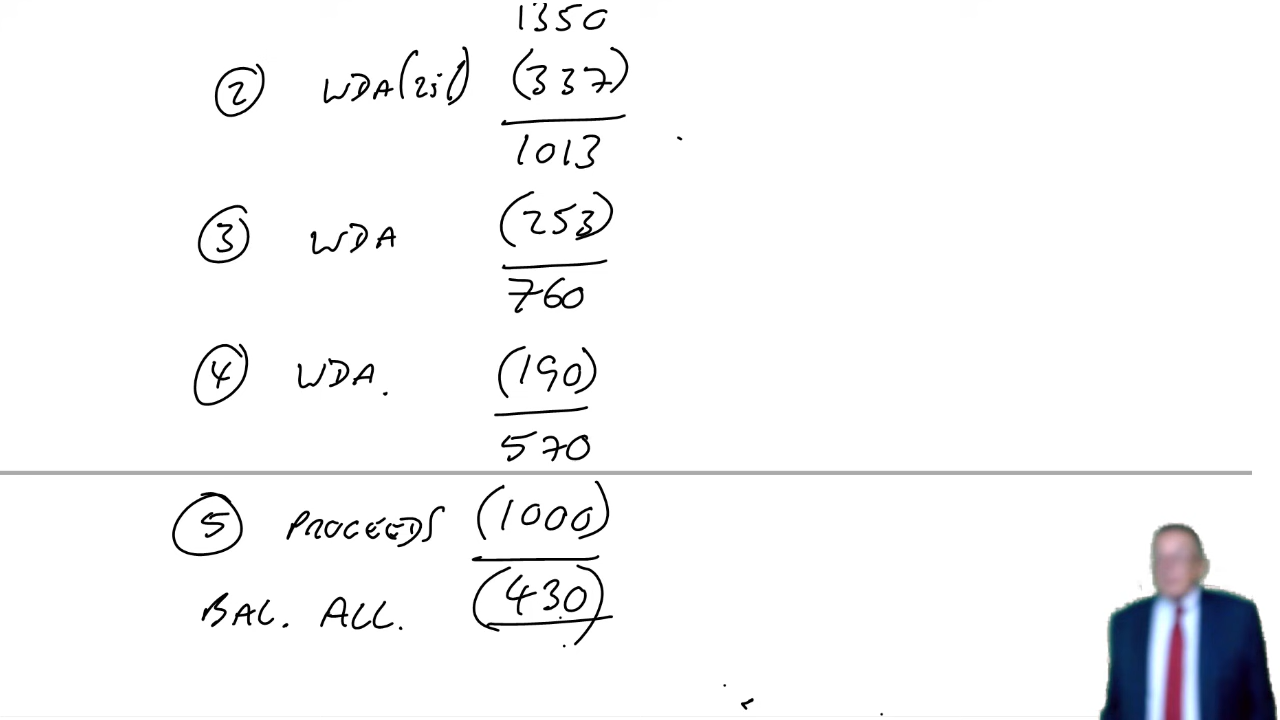 1350
2 WDA(25%) (337)
1013
3 WDA (253)
760
4 WDA. (190)
570
5 PROCEEDS (1000)
BAL. ALL. (430)